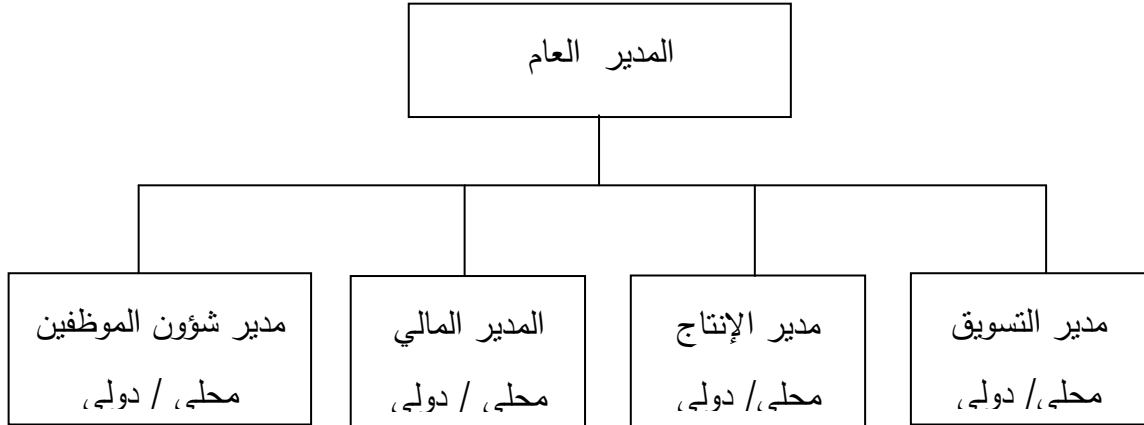 المدير العام
مدير التسويق
محلي/ دولي
مدير الإنتاج
محلي/ دولي
المدير المالي
محلي / دولي
مدير شؤون الموظفين
محلي / دولي